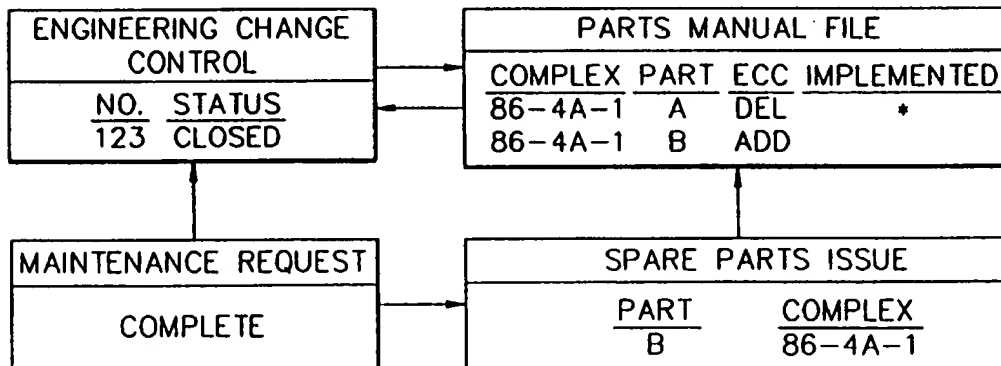 ENGINEERING CHANGE
CONTROL
NO. STATUS
123 CLOSED
PARTS MANUAL FILE
COMPLEX PART ECC IMPLEMENTED
86-4A-1 A DEL *
86-4A-1 B ADD
MAINTENANCE REQUEST
COMPLETE
SPARE PARTS ISSUE
PART COMPLEX
B 86-4A-1